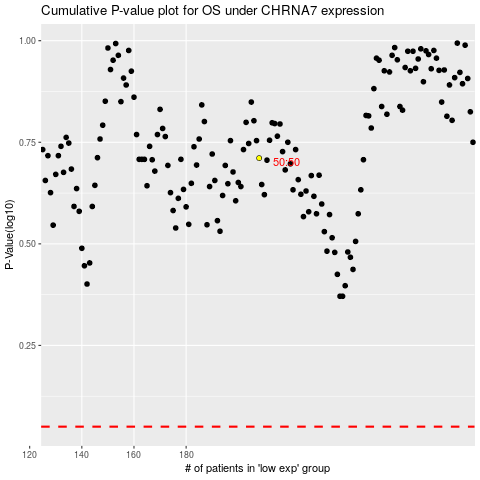 Cumulative P-value plot for OS under CHRNA7 expression
P-Value(log10)
1.00
0.75
0.50
0.25
50:50
120 140 160 180
# of patients in 'low exp' group